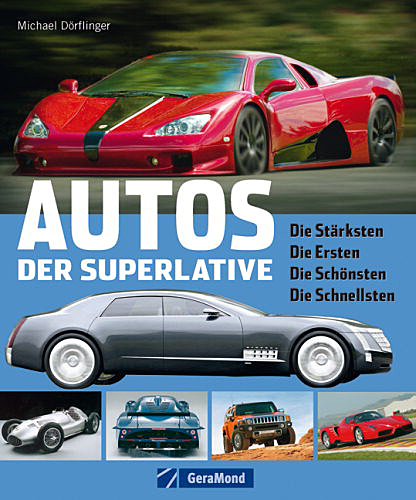 Michael Dörflinger
AUTOS
DER SUPERLATIVE
Die Stärksten
Die Ersten
Die Schönsten
Die Schnellsten
GeraMond